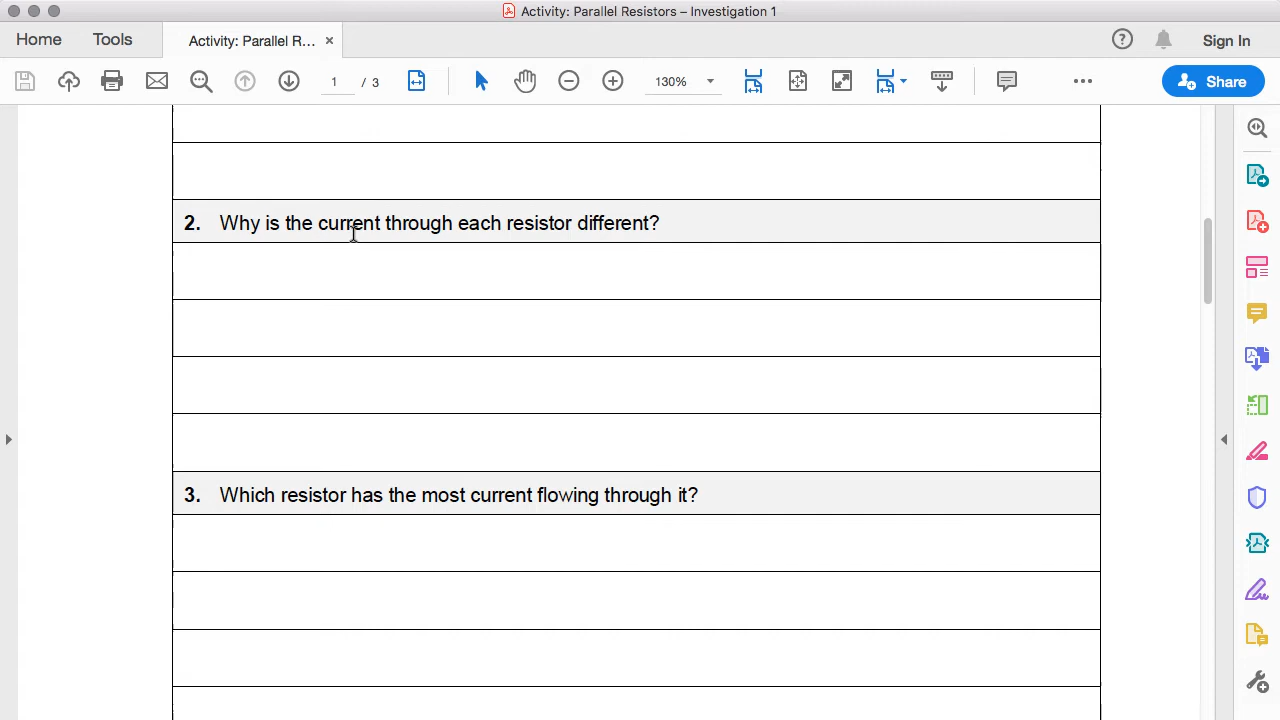 Activity: Parallel Resistors – Investigation 1
Home Tools Activity: Parallel R... × Sign In
1 / 3 130% Share
2. Why is the current through each resistor different?
3. Which resistor has the most current flowing through it?